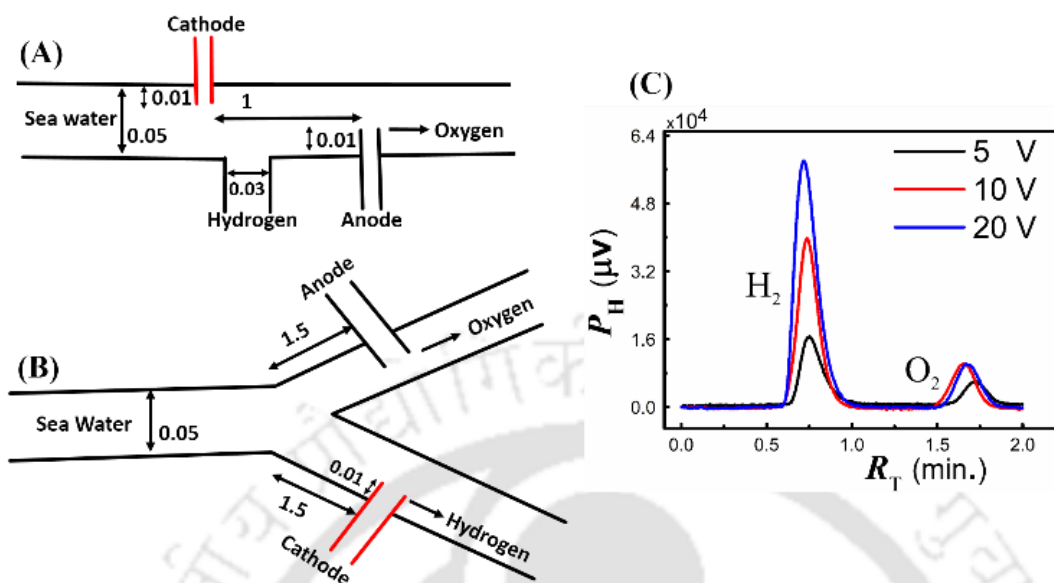 (A)
Cathode
0.01
1
Sea water
0.05
0.01
Oxygen
0.03
Hydrogen
Anode
(B)
Anode
1.5
Oxygen
Sea Water
0.05
0.01
1.5
Hydrogen
Cathode
(C)
×10⁴
6.4
4.8
3.2
1.6
0.0
P_H (μv)
5 V
10 V
20 V
H₂
O₂
0.0 0.5 1.0 1.5 2.0
R_T (min.)